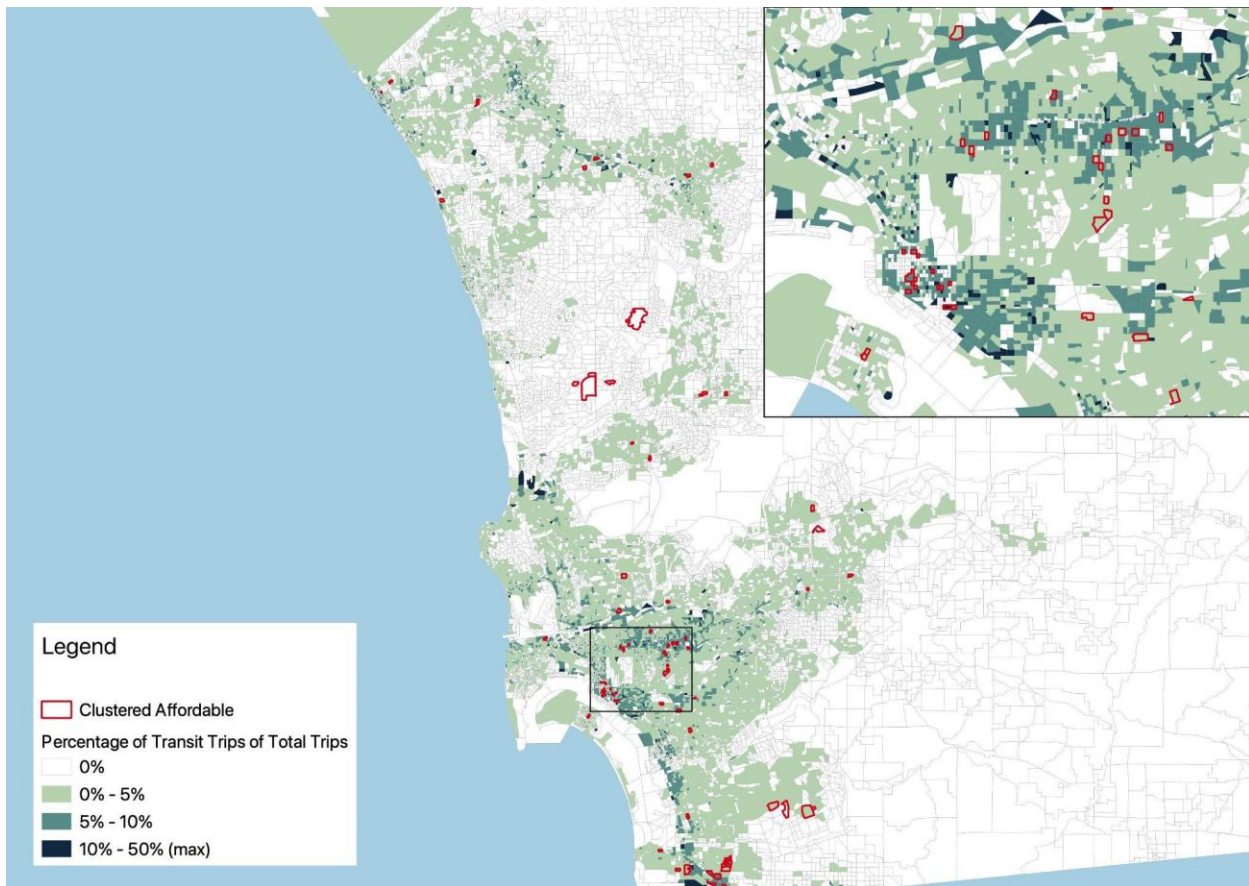 Legend
Clustered Affordable
Percentage of Transit Trips of Total Trips
0%
0% - 5%
5% - 10%
10% - 50% (max)